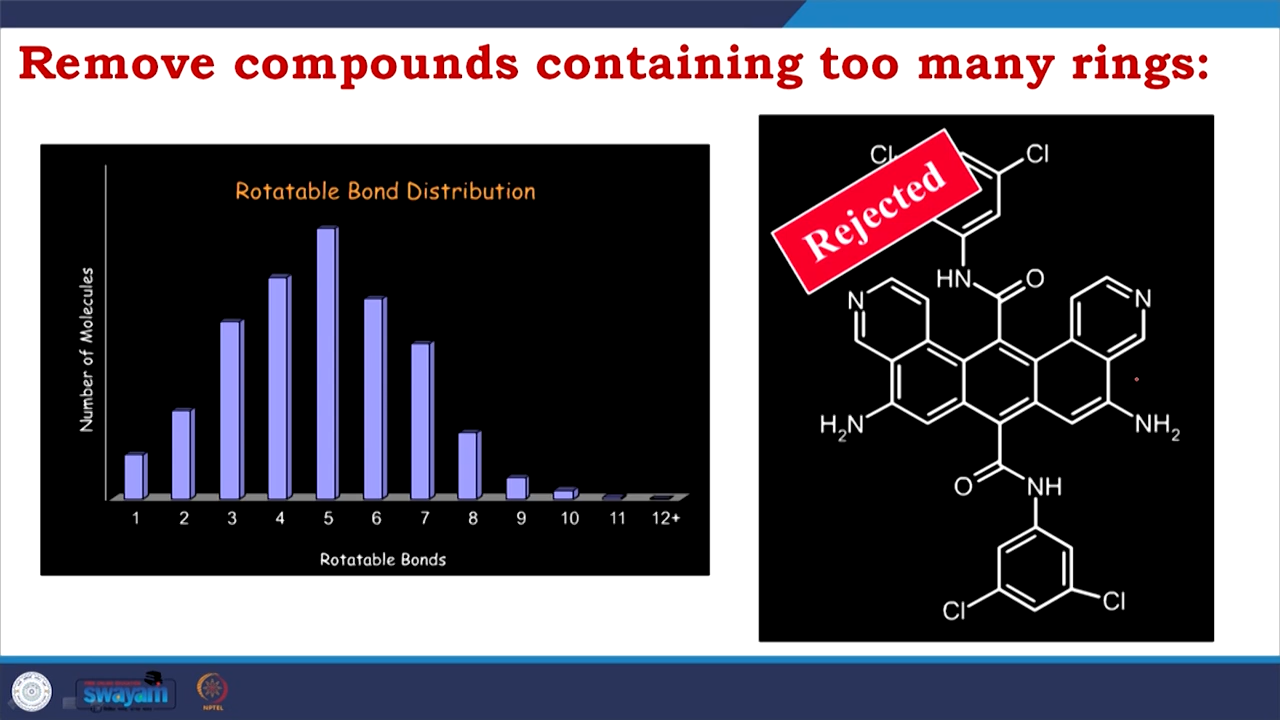 Remove compounds containing too many rings:
Rotatable Bond Distribution
Number of Molecules
1 2 3 4 5 6 7 8 9 10 11 12+
Rotatable Bonds
Rejected
Cl Cl
HN O
N N
H2N NH2
O NH
Cl Cl
swayam
NPTEL